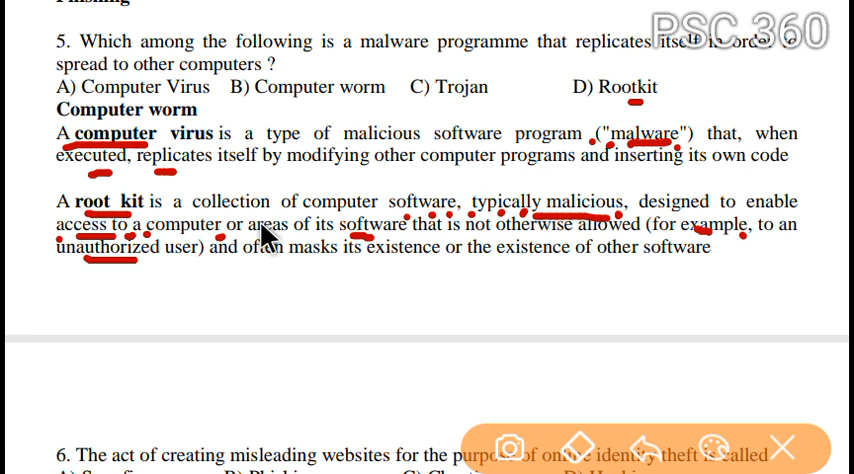 PSC 360
5. Which among the following is a malware programme that replicates itself in order to
spread to other computers ?
A) Computer Virus B) Computer worm C) Trojan D) Rootkit
Computer worm
A computer virus is a type of malicious software program ("malware") that, when
executed, replicates itself by modifying other computer programs and inserting its own code
A root kit is a collection of computer software, typically malicious, designed to enable
access to a computer or areas of its software that is not otherwise allowed (for example, to an
unauthorized user) and often masks its existence or the existence of other software
6. The act of creating misleading websites for the purpose of online identity theft is called